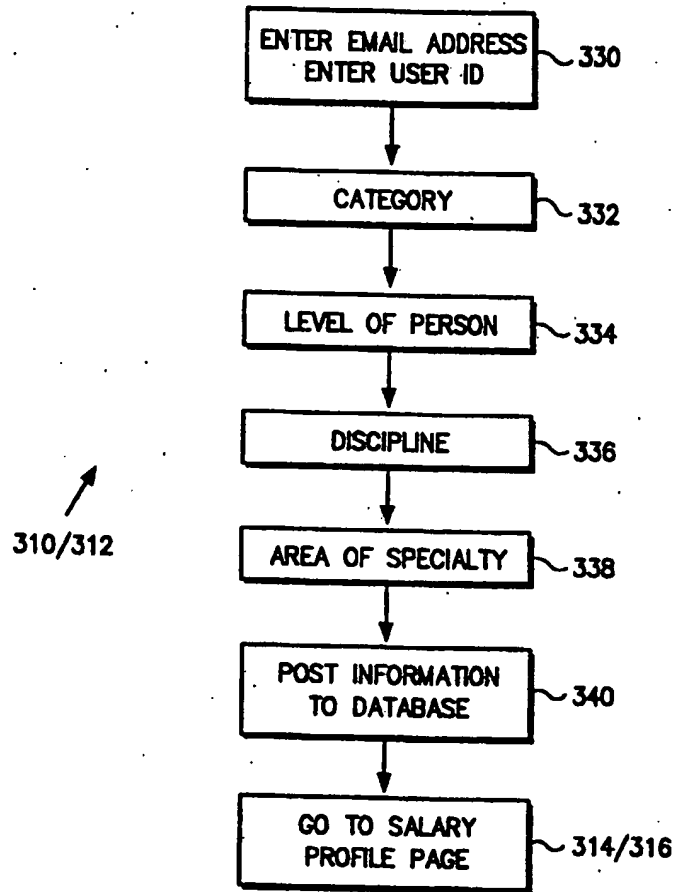 ENTER EMAIL ADDRESS
ENTER USER ID
330
CATEGORY
332
LEVEL OF PERSON
334
DISCIPLINE
336
310/312
AREA OF SPECIALTY
338
POST INFORMATION
TO DATABASE
340
GO TO SALARY
PROFILE PAGE
314/316